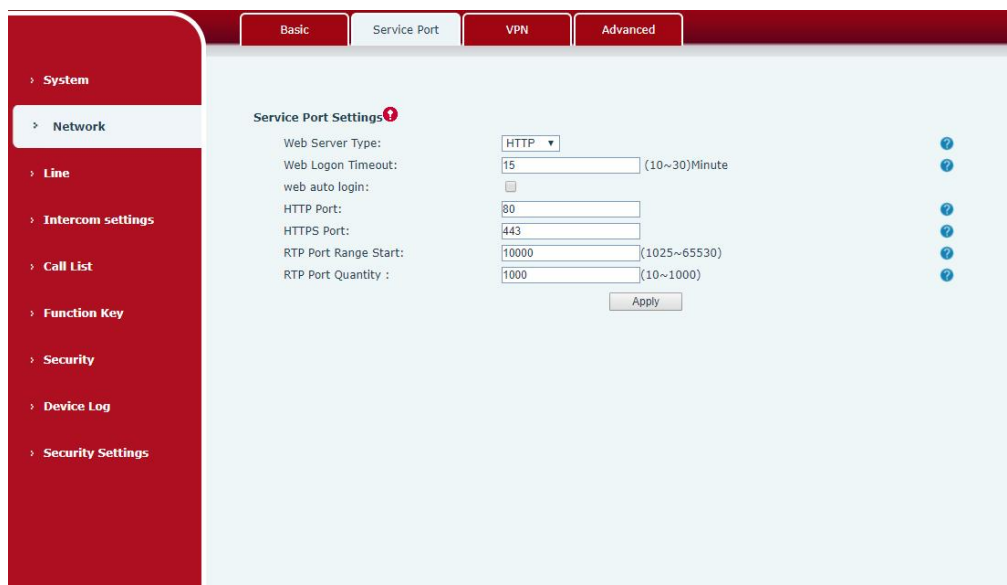 Basic
Service Port
VPN
Advanced
System
Network
Line
Intercom settings
Call List
Function Key
Security
Device Log
Security Settings
Service Port Settings
Web Server Type: HTTP
Web Logon Timeout: 15 (10~30)Minute
web auto login:
HTTP Port: 80
HTTPS Port: 443
RTP Port Range Start: 10000 (1025~65530)
RTP Port Quantity : 1000 (10~1000)
Apply